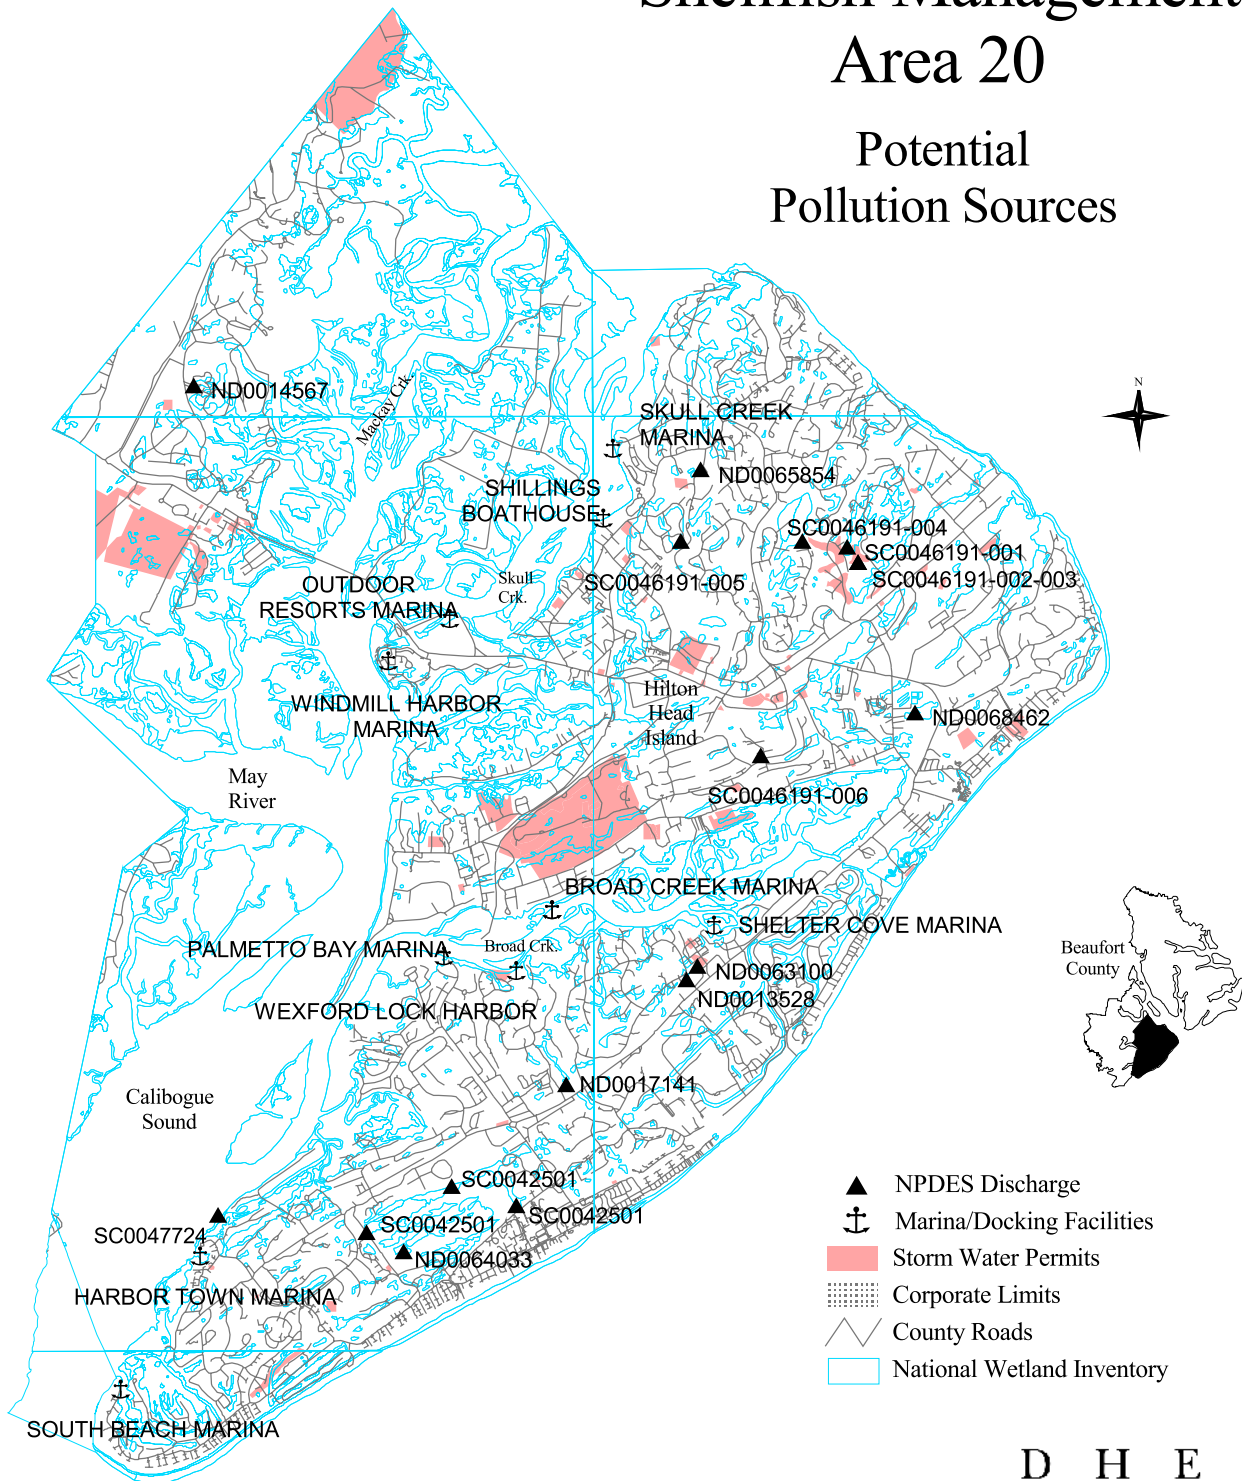 Shellfish Management
Area 20
Potential
Pollution Sources
N
ND0014567
Mackay Crk.
SKULL CREEK
MARINA
ND0065854
SHILLINGS
BOATHOUSE
SC0046191-004
SC0046191-001
SC0046191-002-003
SC0046191-005
Skull
Crk.
OUTDOOR
RESORTS MARINA
WINDMILL HARBOR
MARINA
Hilton
Head
Island
ND0068462
May
River
SC0046191-006
BROAD CREEK MARINA
SHELTER COVE MARINA
PALMETTO BAY MARINA
Broad Crk.
ND0063100
ND0013528
WEXFORD LOCK HARBOR
Beaufort
County
ND0017141
Calibogue
Sound
SC0042501
SC0042501
SC0042501
SC0047724
ND0064033
HARBOR TOWN MARINA
SOUTH BEACH MARINA
NPDES Discharge
Marina/Docking Facilities
Storm Water Permits
Corporate Limits
County Roads
National Wetland Inventory
D H E